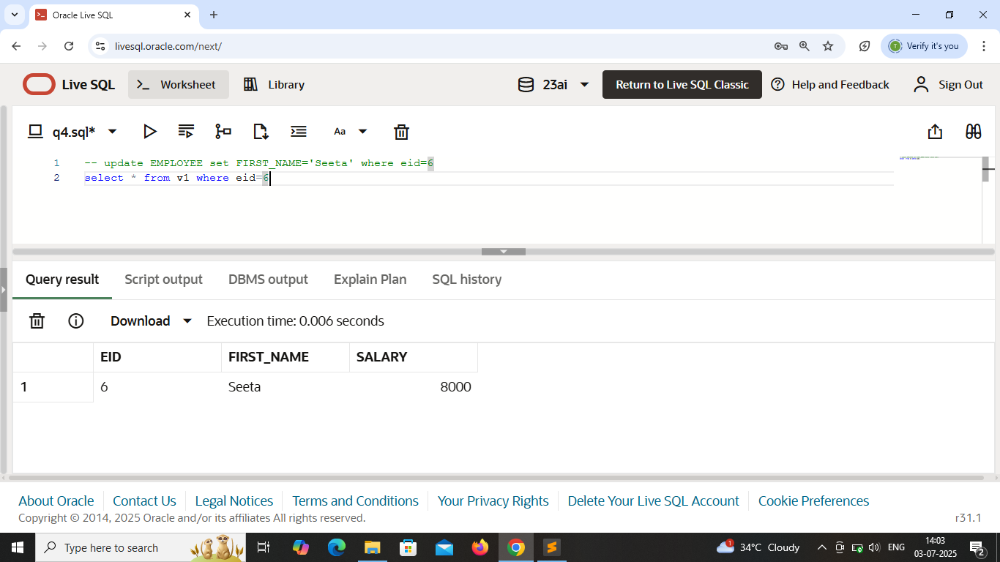 Oracle Live SQL
livesql.oracle.com/next/
T
Verify it's you
Live SQL
Worksheet
Library
23ai
Return to Live SQL Classic
Help and Feedback
Sign Out
q4.sql*
Aa
1 -- update EMPLOYEE set FIRST_NAME='Seeta' where eid=6
2 select * from v1 where eid=6
Query result
Script output
DBMS output
Explain Plan
SQL history
Download
Execution time: 0.006 seconds
EID FIRST_NAME SALARY
1 6 Seeta 8000
About Oracle
Contact Us
Legal Notices
Terms and Conditions
Your Privacy Rights
Delete Your Live SQL Account
Cookie Preferences
Copyright © 2014, 2025 Oracle and/or its affiliates All rights reserved.
r31.1
Type here to search
1
34°C Cloudy
ENG
14:03
03-07-2025
2